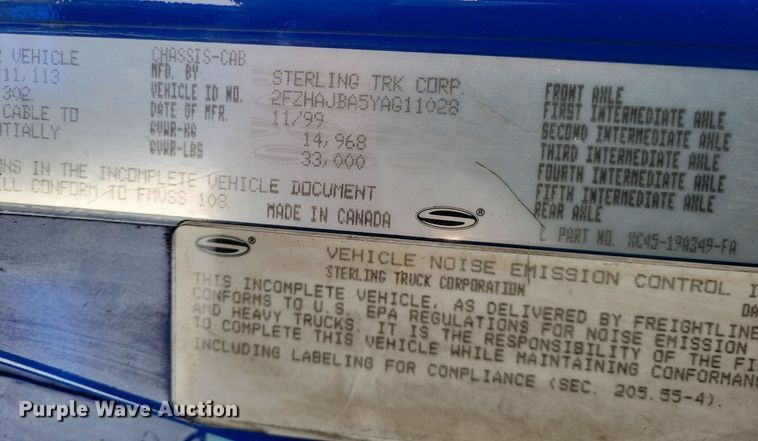 VEHICLE
11,113
302.
CABLE TO
NTIALLY
CHASSIS-CAB
MFD. BY STERLING TRK CORP.
VEHICLE ID NO. 2FZHAJBA5YAG11028
DATE OF MFR. 11/99
GVWR-KG 14,968
GVWR-LBS 33,000
ONS IN THE INCOMPLETE VEHICLE DOCUMENT
ILL CONFORM TO FMVSS 108.
MADE IN CANADA
FRONT AXLE
FIRST INTERMEDIATE AXLE
SECOND INTERMEDIATE AXLE
THIRD INTERMEDIATE AXLE
FOURTH INTERMEDIATE AXLE
FIFTH INTERMEDIATE AXLE
REAR AXLE
PART NO. XC45-19A349-FA
VEHICLE NOISE EMISSION CONTROL I
STERLING TRUCK CORPORATION
DA
THIS INCOMPLETE VEHICLE, AS DELIVERED BY FREIGHTLINE
CONFORMS TO U.S. EPA REGULATIONS FOR NOISE EMISSION
AND HEAVY TRUCKS. IT IS THE RESPONSIBILITY OF THE FI
TO COMPLETE THIS VEHICLE WHILE MAINTAINING CONFORMAN
INCLUDING LABELING FOR COMPLIANCE (SEC. 205.55-4).
Purple Wave Auction